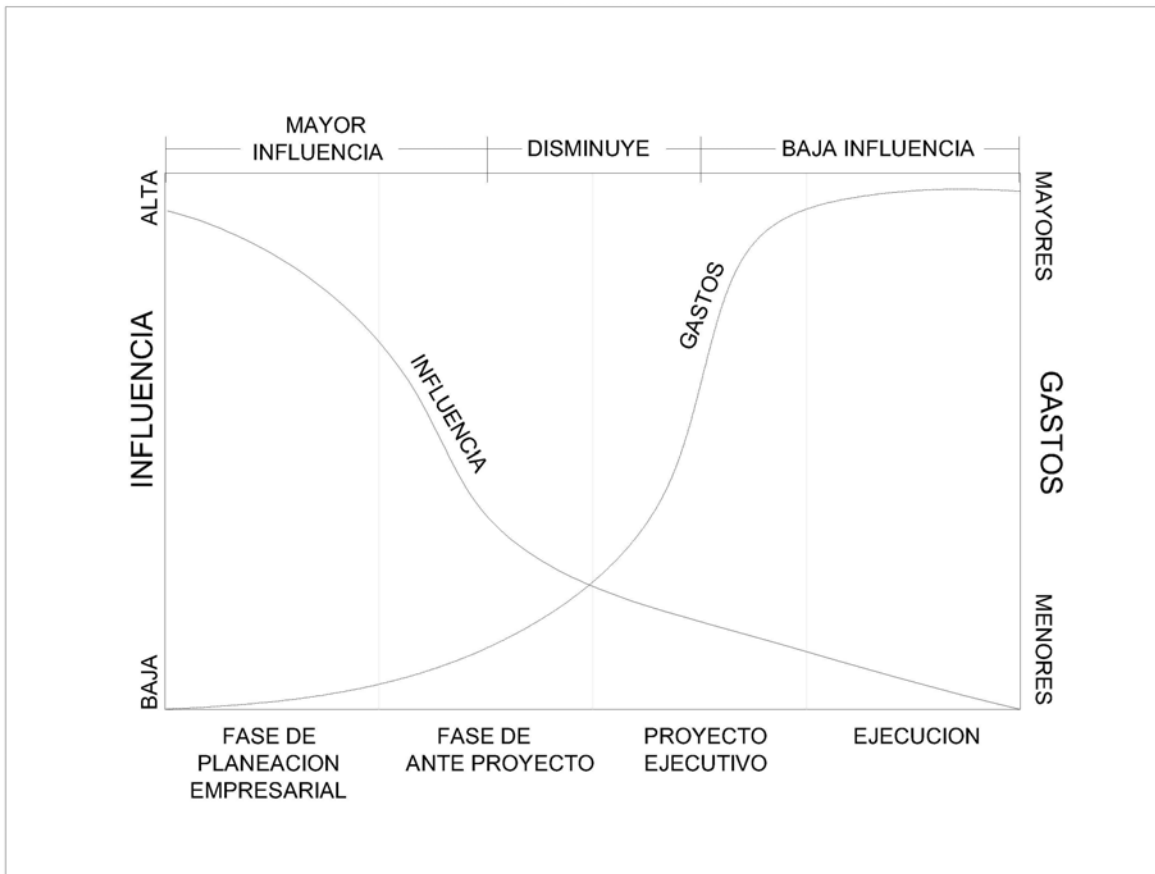 MAYOR
INFLUENCIA
DISMINUYE
BAJA INFLUENCIA
ALTA
INFLUENCIA
BAJA
INFLUENCIA
GASTOS
MAYORES
GASTOS
MENORES
FASE DE
PLANEACION
EMPRESARIAL
FASE DE
ANTE PROYECTO
PROYECTO
EJECUTIVO
EJECUCION